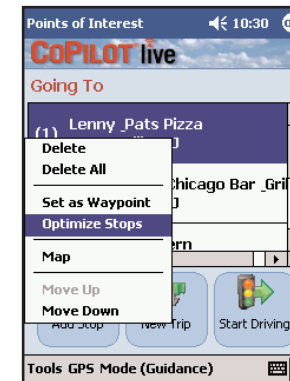 Points of Interest 10:30
CoPilot live
Going To
(1) Lenny _Pats Pizza
Delete
Delete All
Chicago Bar _Gril
Set as Waypoint
Optimize Stops
Map
Move Up
Move Down
Add Stop New Trip Start Driving
Tools GPS Mode (Guidance)